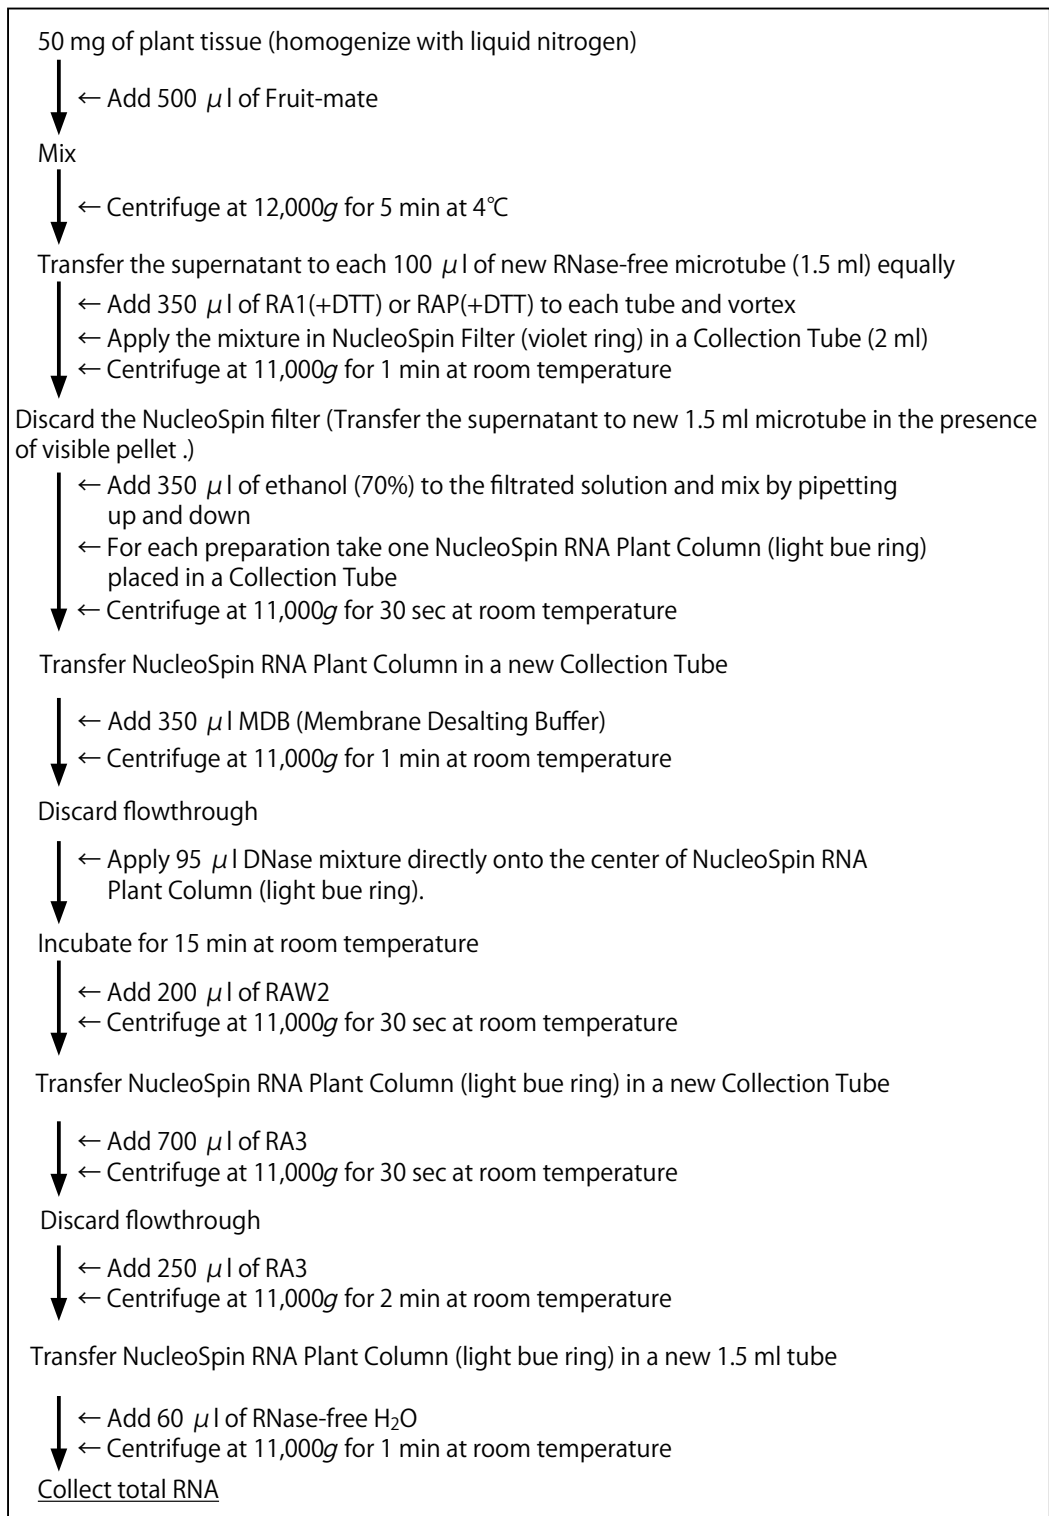 50 mg of plant tissue (homogenize with liquid nitrogen)
← Add 500 μl of Fruit-mate
Mix
← Centrifuge at 12,000g for 5 min at 4℃
Transfer the supernatant to each 100 μl of new RNase-free microtube (1.5 ml) equally
← Add 350 μl of RA1(+DTT) or RAP(+DTT) to each tube and vortex
← Apply the mixture in NucleoSpin Filter (violet ring) in a Collection Tube (2 ml)
← Centrifuge at 11,000g for 1 min at room temperature
Discard the NucleoSpin filter (Transfer the supernatant to new 1.5 ml microtube in the presence
of visible pellet .)
← Add 350 μl of ethanol (70%) to the filtrated solution and mix by pipetting
up and down
← For each preparation take one NucleoSpin RNA Plant Column (light bue ring)
placed in a Collection Tube
← Centrifuge at 11,000g for 30 sec at room temperature
Transfer NucleoSpin RNA Plant Column in a new Collection Tube
← Add 350 μl MDB (Membrane Desalting Buffer)
← Centrifuge at 11,000g for 1 min at room temperature
Discard flowthrough
← Apply 95 μl DNase mixture directly onto the center of NucleoSpin RNA
Plant Column (light bue ring).
Incubate for 15 min at room temperature
← Add 200 μl of RAW2
← Centrifuge at 11,000g for 30 sec at room temperature
Transfer NucleoSpin RNA Plant Column (light bue ring) in a new Collection Tube
← Add 700 μl of RA3
← Centrifuge at 11,000g for 30 sec at room temperature
Discard flowthrough
← Add 250 μl of RA3
← Centrifuge at 11,000g for 2 min at room temperature
Transfer NucleoSpin RNA Plant Column (light bue ring) in a new 1.5 ml tube
← Add 60 μl of RNase-free H₂O
← Centrifuge at 11,000g for 1 min at room temperature
Collect total RNA